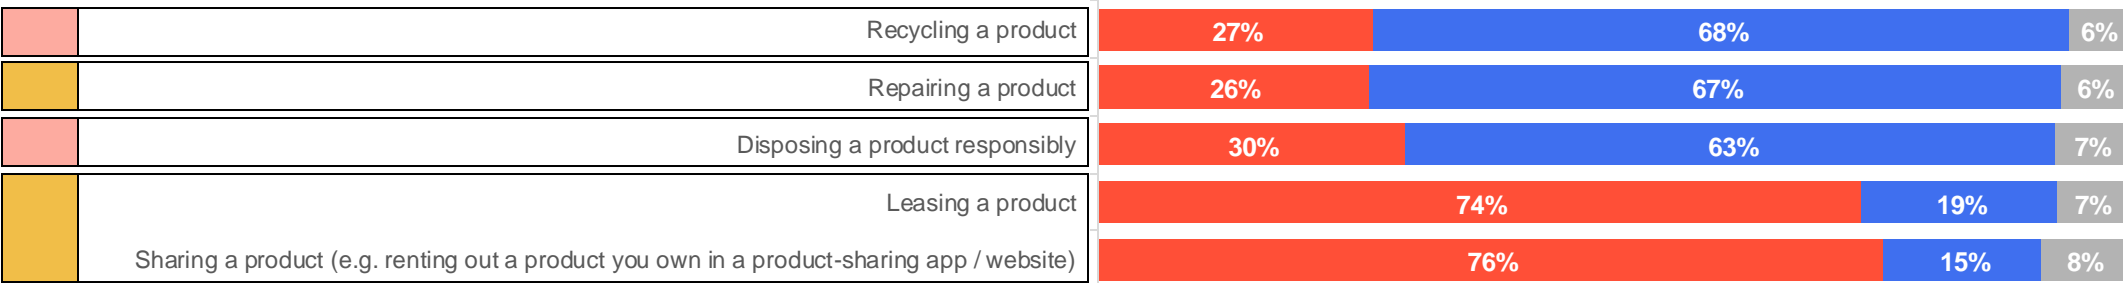 Recycling a product 27% 68% 6%
Repairing a product 26% 67% 6%
Disposing a product responsibly 30% 63% 7%
Leasing a product 74% 19% 7%
Sharing a product (e.g. renting out a product you own in a product-sharing app / website) 76% 15% 8%